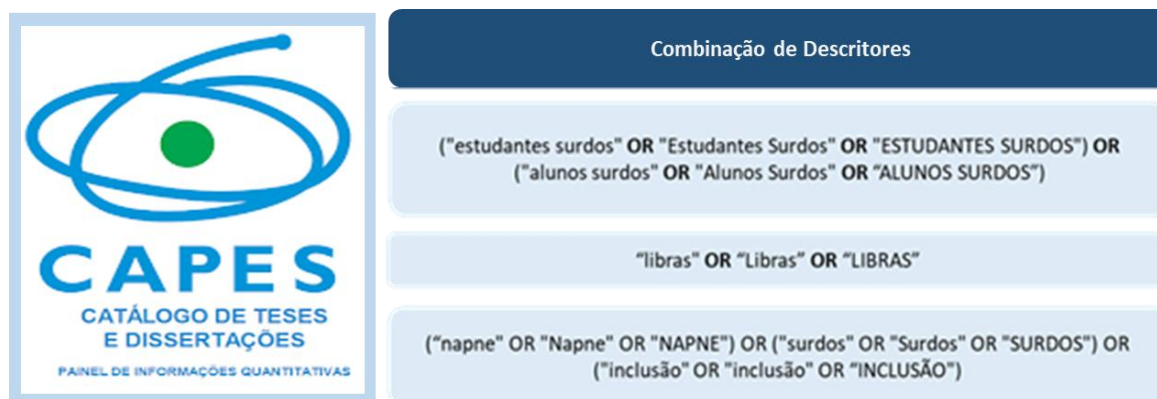 CAPES
CATÁLOGO DE TESES
E DISSERTAÇÕES
PAINEL DE INFORMAÇÕES QUANTITATIVAS
Combinação de Descritores
("estudantes surdos" OR "Estudantes Surdos" OR "ESTUDANTES SURDOS") OR
("alunos surdos" OR "Alunos Surdos" OR “ALUNOS SURDOS”)
“libras" OR “Libras” OR “LIBRAS”
(“napne" OR "Napne" OR "NAPNE") OR ("surdos" OR "Surdos" OR "SURDOS") OR
("inclusão" OR "inclusão" OR “INCLUSÃO")